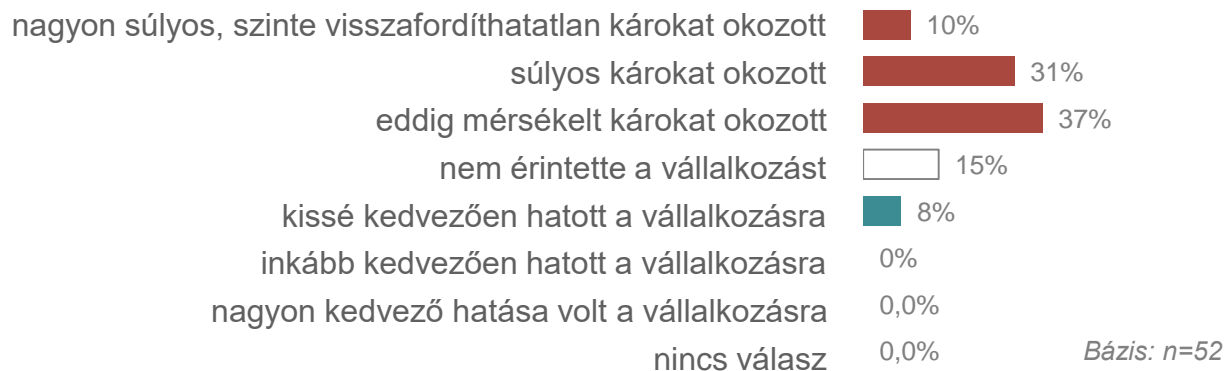 nagyon súlyos, szinte visszafordíthatatlan károkat okozott 10%
súlyos károkat okozott 31%
eddig mérsékelt károkat okozott 37%
nem érintette a vállalkozást 15%
kissé kedvezően hatott a vállalkozásra 8%
inkább kedvezően hatott a vállalkozásra 0%
nagyon kedvező hatása volt a vállalkozásra 0,0%
nincs válasz 0,0% Bázis: n=52